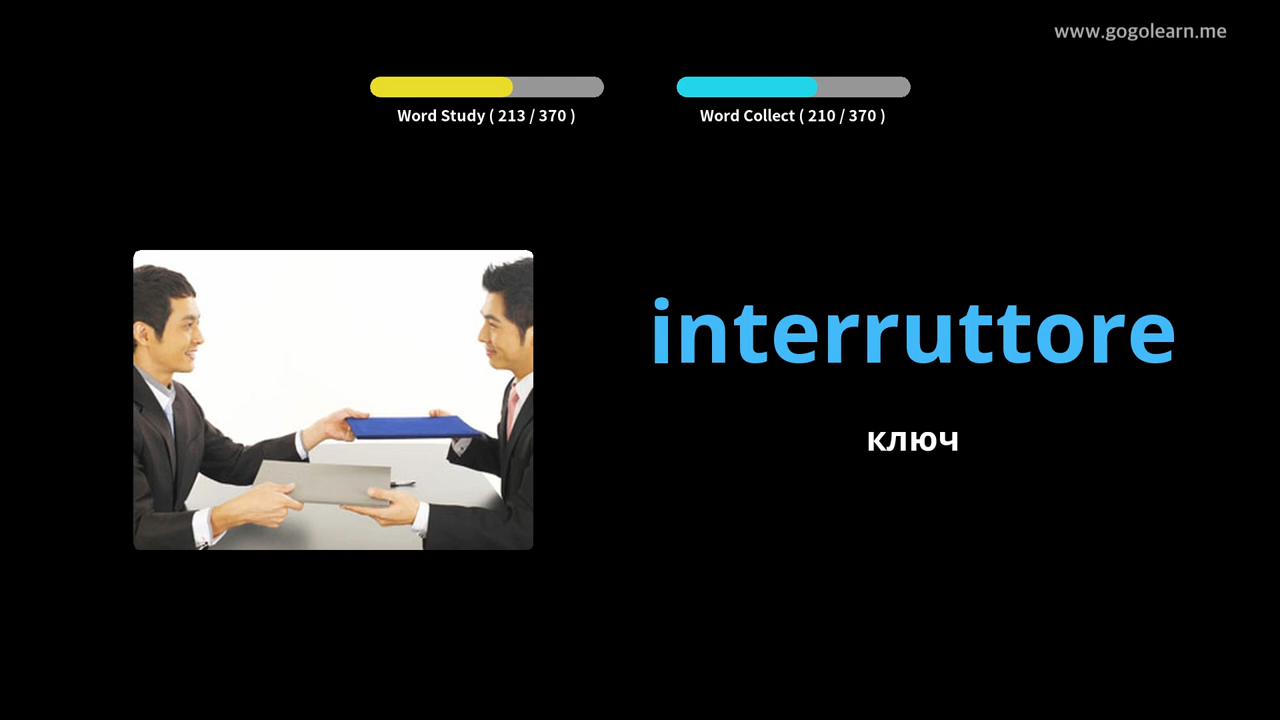 www.gogolearn.me
Word Study ( 213 / 370 )
Word Collect ( 210 / 370 )
interruttore
ключ